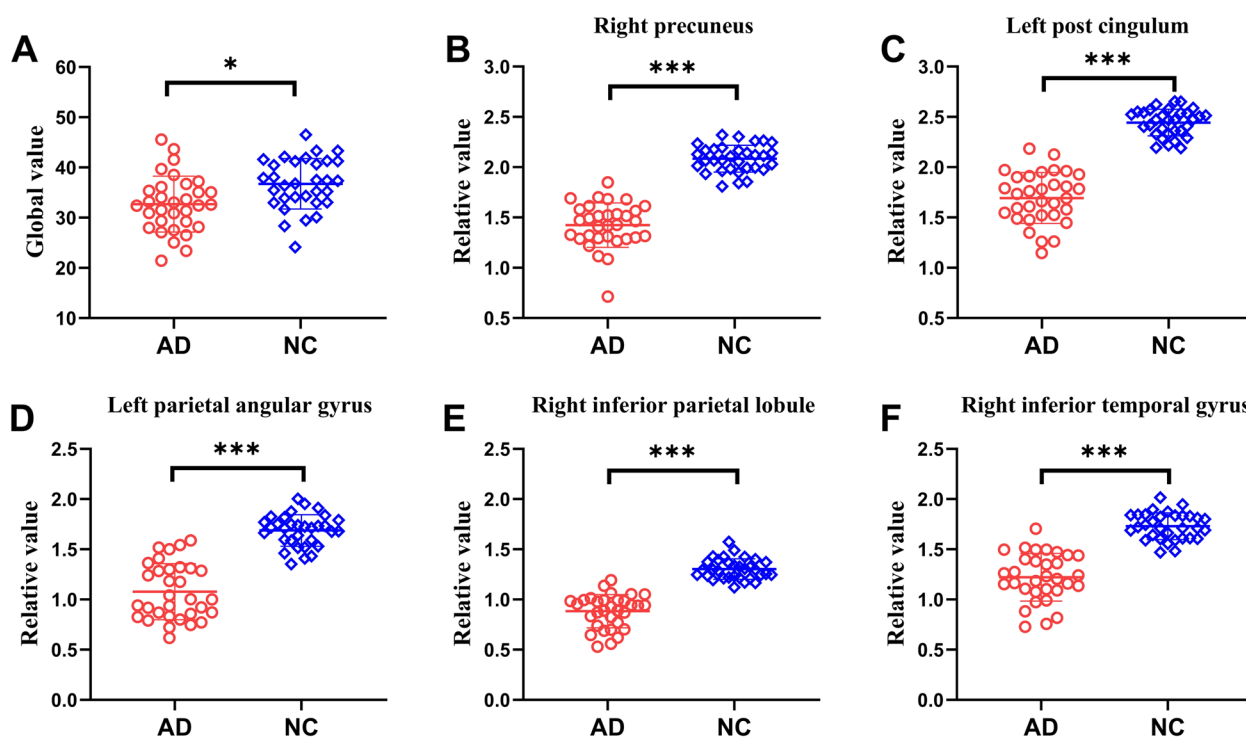 A
*
Global value
60
50
40
30
20
10
AD NC
B
Right precuneus
***
Relative value
3.0
2.5
2.0
1.5
1.0
0.5
AD NC
C
Left post cingulum
***
Relative value
3.0
2.5
2.0
1.5
1.0
0.5
AD NC
D
Left parietal angular gyrus
***
Relative value
2.5
2.0
1.5
1.0
0.5
0.0
AD NC
E
Right inferior parietal lobule
***
Relative value
2.5
2.0
1.5
1.0
0.5
0.0
AD NC
F
Right inferior temporal gyrus
***
Relative value
2.5
2.0
1.5
1.0
0.5
0.0
AD NC